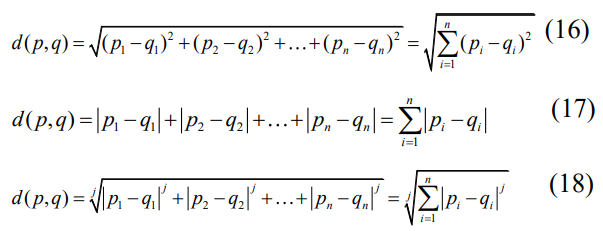 d(p,q)=√((p₁−q₁)²+(p₂−q₂)²+…+(pₙ−qₙ)²)=√(∑ᵢ₌₁ⁿ(pᵢ−qᵢ)²) (16)
d(p,q)=|p₁−q₁|+|p₂−q₂|+…+|pₙ−qₙ|=∑ᵢ₌₁ⁿ|pᵢ−qᵢ| (17)
d(p,q)=ʲ√(|p₁−q₁|ʲ+|p₂−q₂|ʲ+…+|pₙ−qₙ|ʲ)=ʲ√(∑ᵢ₌₁ⁿ|pᵢ−qᵢ|ʲ) (18)